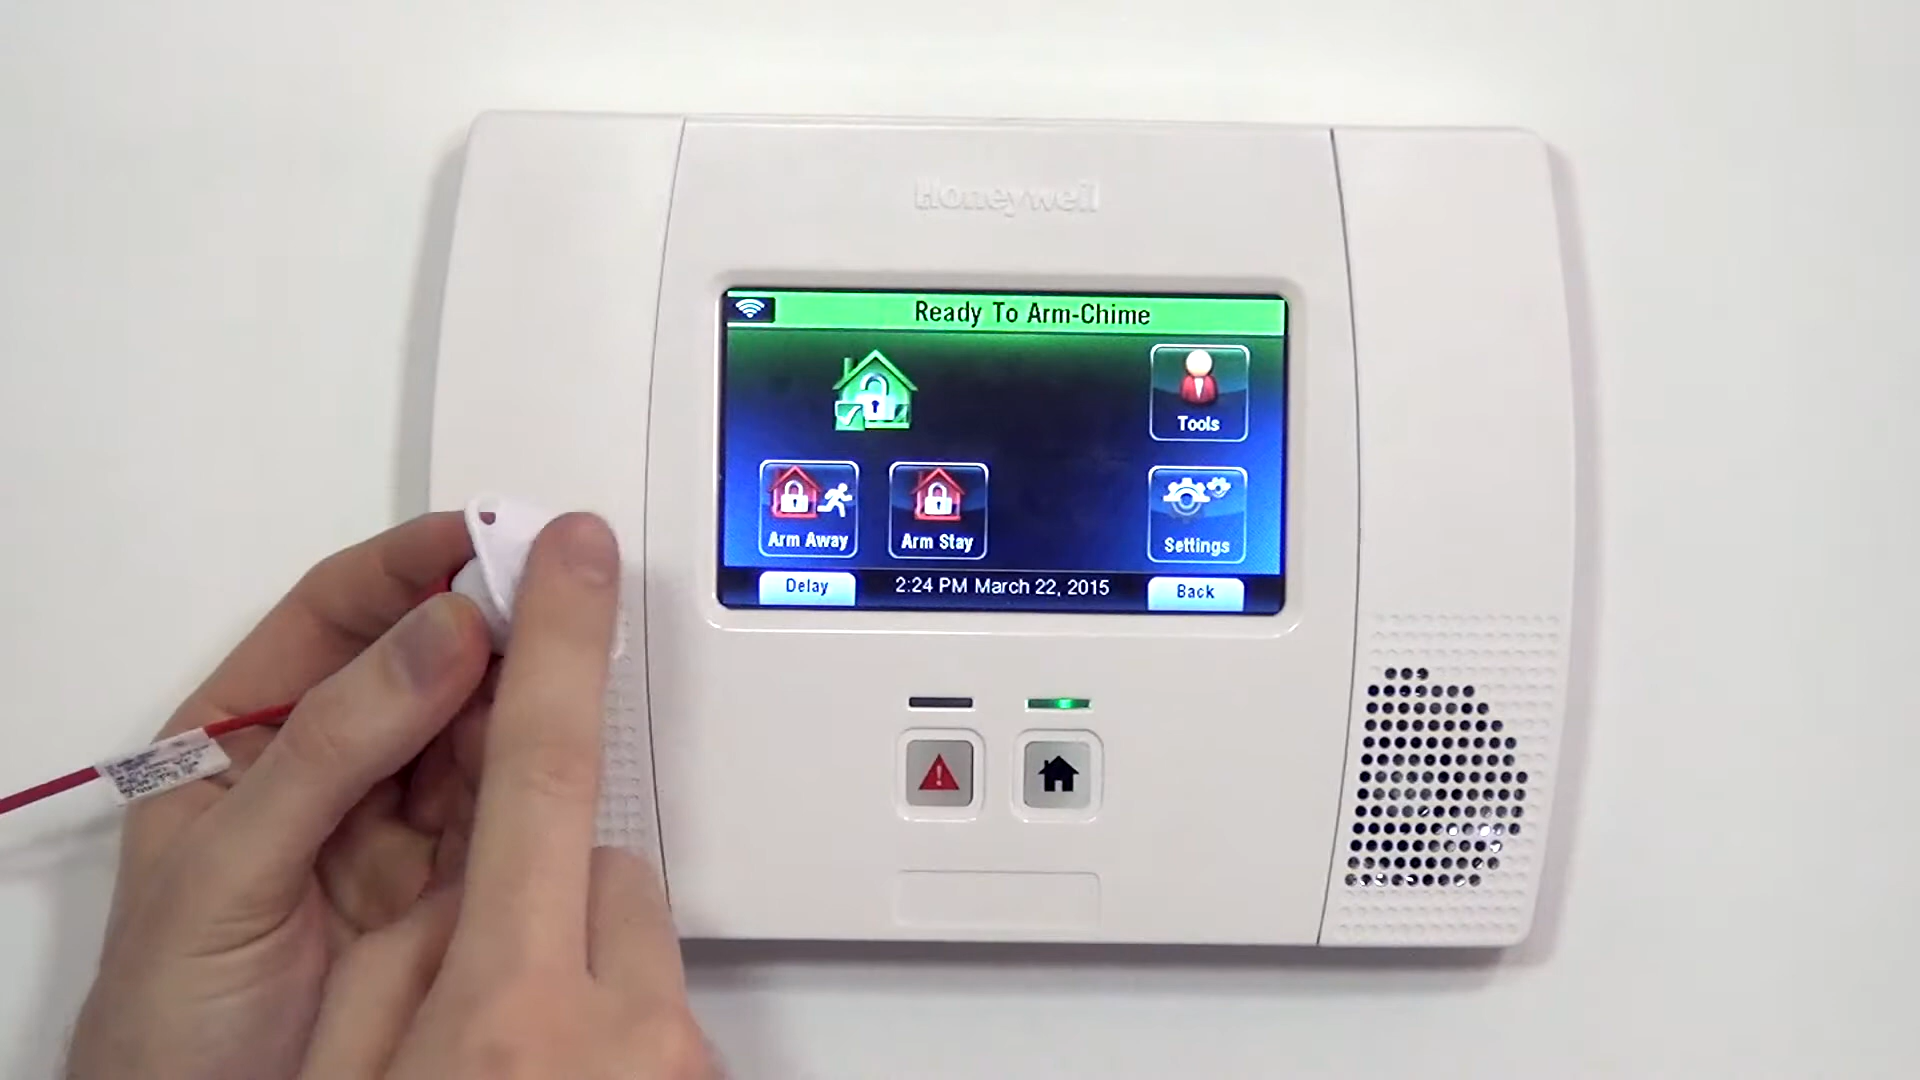 Honeywell
Ready To Arm-Chime
Tools
Arm Away
Arm Stay
Settings
Delay
2:24 PM March 22, 2015
Back